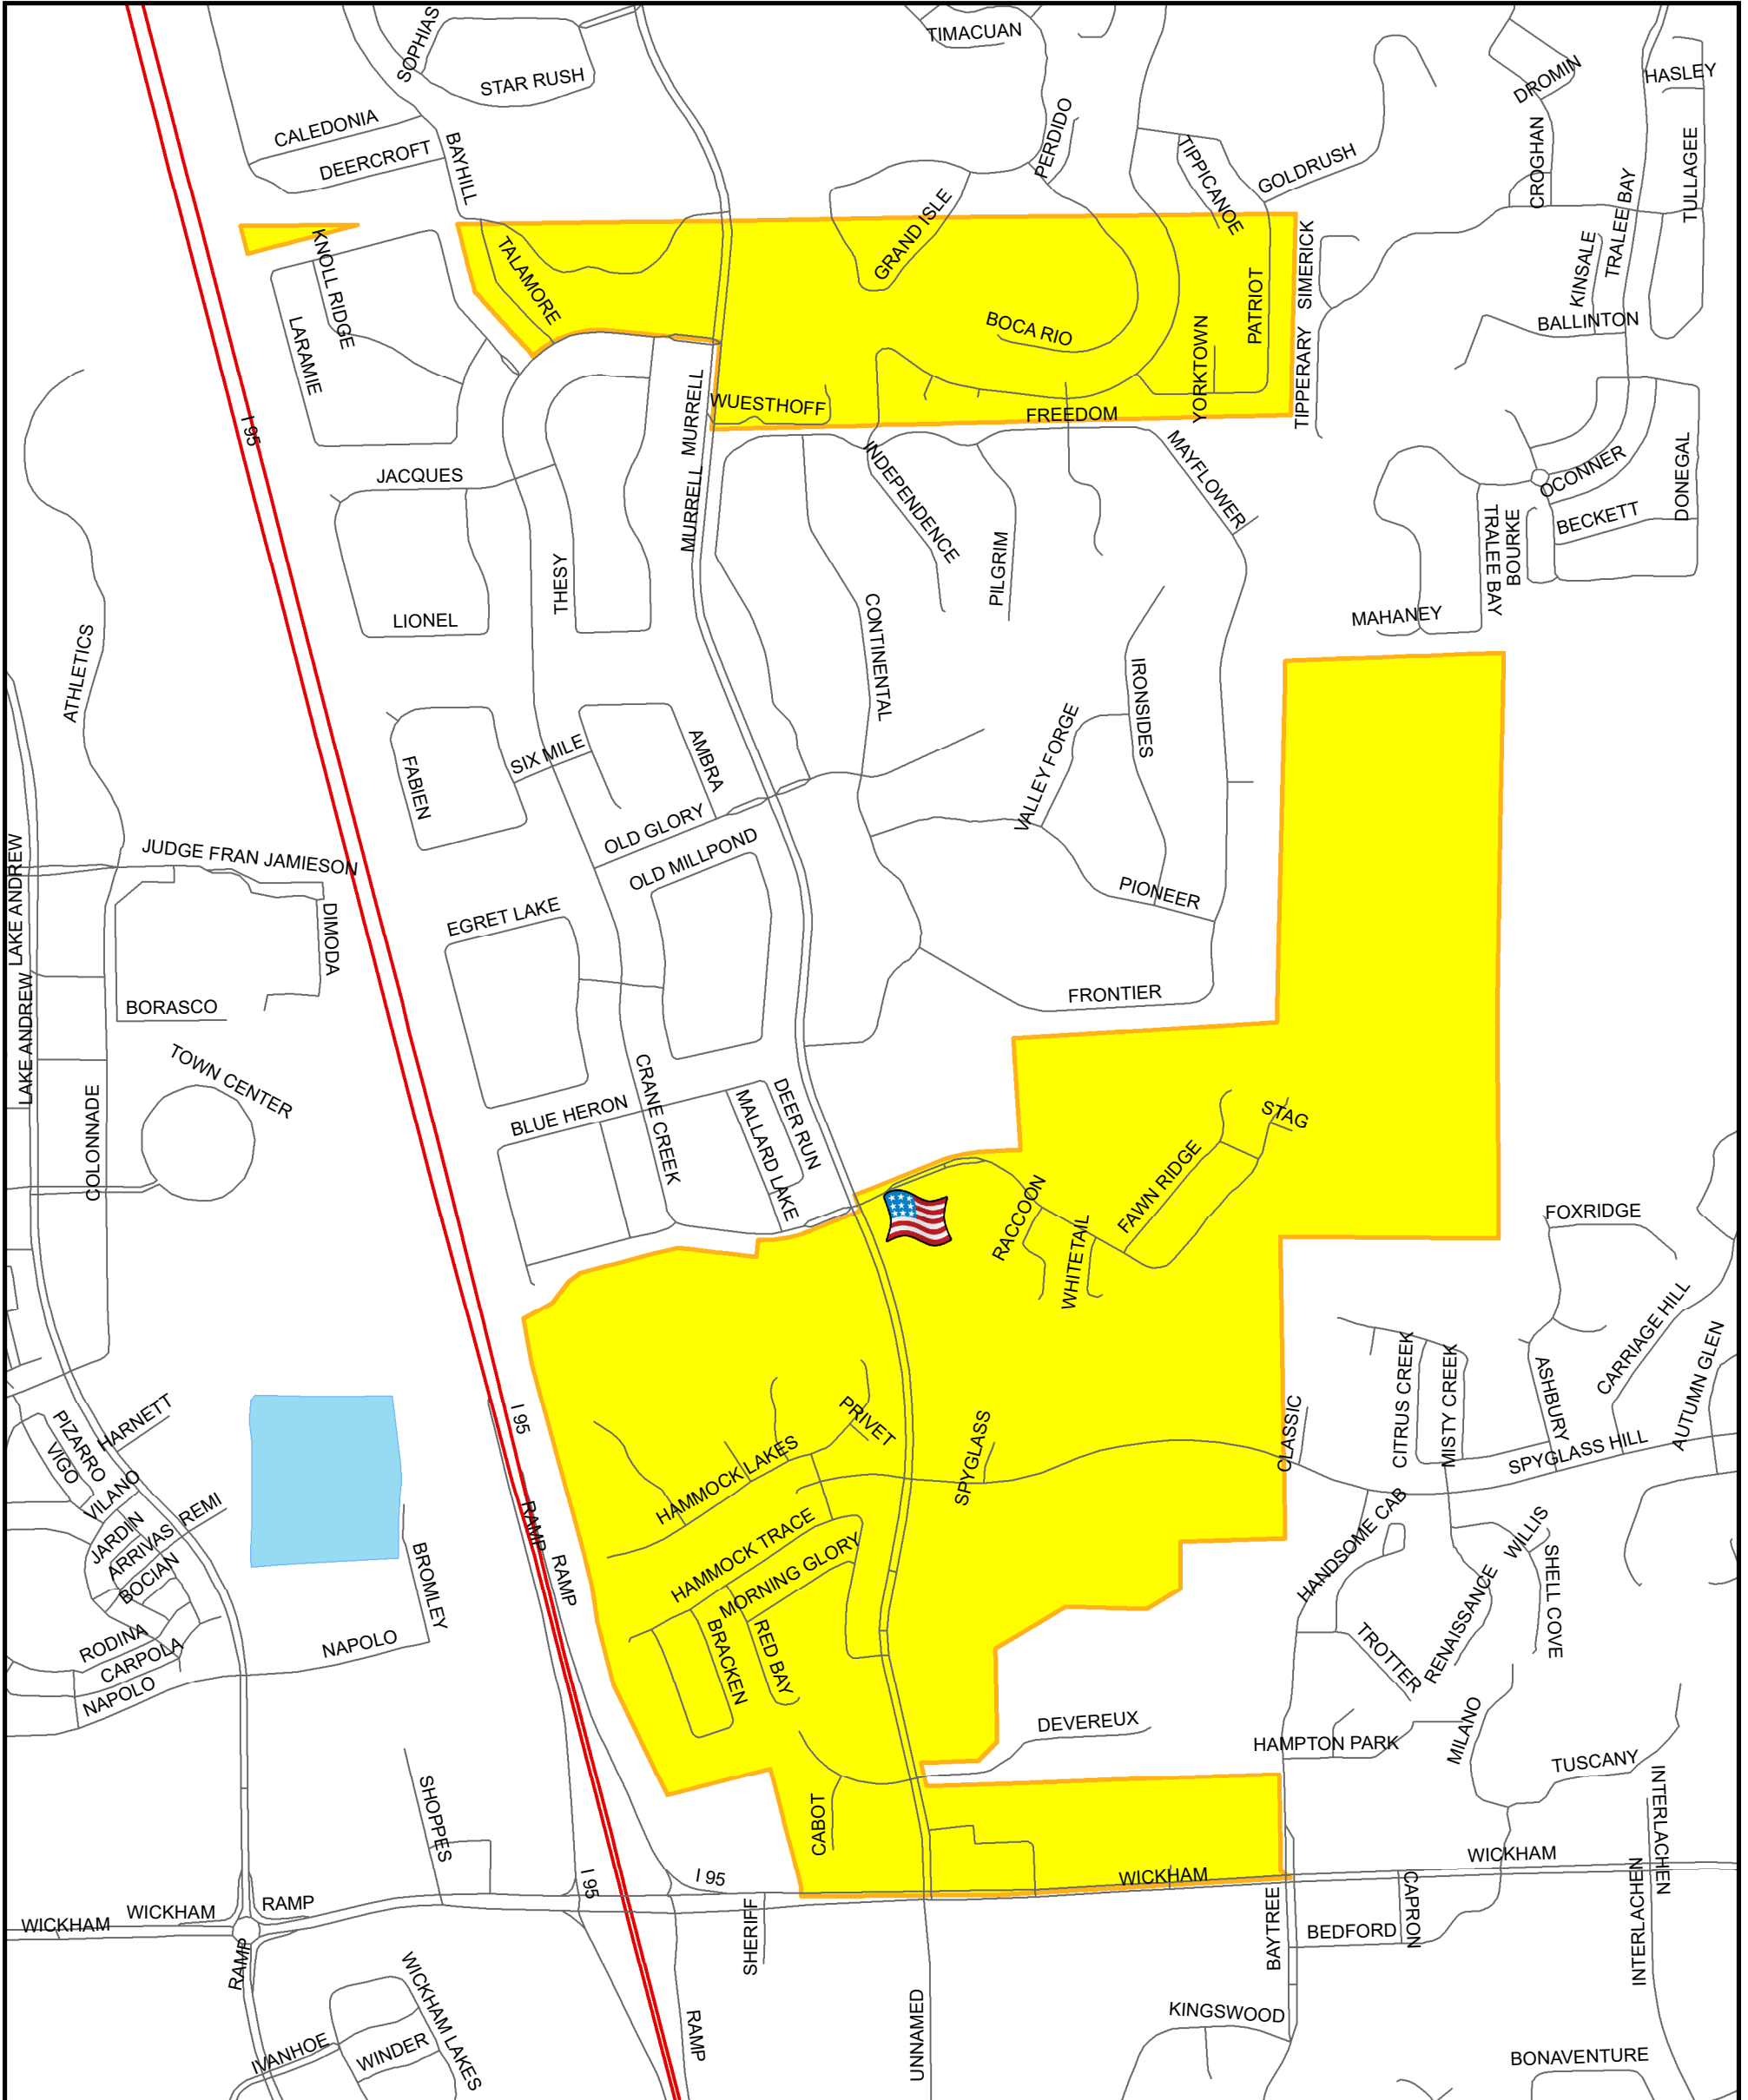 TIMACUAN
SOPHIAS
STAR RUSH
DROMIN
HASLEY
CALEDONIA
DEERCROFT
BAYHILL
PERDIDO
TIPPICANOE
GOLDRUSH
CROGHAN
TULLAGEE
KNOLL RIDGE
TALAMORE
GRAND ISLE
SIMERICK
KINSALE
TRALEE BAY
LARAMIE
BOCA RIO
PATRIOT
BALLINTON
YORKTOWN
TIPPERARY
MURRELL
WUESTHOFF
FREEDOM
I 95
JACQUES
MURRELL
INDEPENDENCE
MAYFLOWER
OCONNER
DONEGAL
BECKETT
TRALEE BAY
BOURKE
THESY
PILGRIM
LIONEL
MAHANEY
CONTINENTAL
ATHLETICS
IRONSIDES
VALLEY FORGE
SIX MILE
AMBRA
FABIEN
OLD GLORY
OLD MILLPOND
JUDGE FRAN JAMIESON
LAKE ANDREW
PIONEER
EGRET LAKE
DIMODA
LAKE ANDREW
BORASCO
FRONTIER
TOWN CENTER
COLONNADE
CRANE CREEK
BLUE HERON
MALLARD LAKE
DEER RUN
STAG
FAWN RIDGE
RACCOON
WHITETAIL
FOXRIDGE
CARRIAGE HILL
AUTUMN GLEN
CITRUS CREEK
MISTY CREEK
ASHBURY
PRIVET
HARNETT
PIZARRO
VIGO
I 95
CLASSIC
SPYGLASS
SPYGLASS HILL
HAMMOCK LAKES
VILANO
REMI
JARDIN
ARRIVAS
BOCIAN
RAMP
RAMP
HANDSOME CAB
WILLIS
SHELL COVE
HAMMOCK TRACE
MORNING GLORY
BROMLEY
RENAISSANCE
TROTTER
BRACKEN
RED BAY
RODINA
CARPOLA
NAPOLO
NAPOLO
DEVEREUX
HAMPTON PARK
MILANO
TUSCANY
SHOPPES
CABOT
INTERLACHEN
WICKHAM
WICKHAM
I 95
I 95
RAMP
WICKHAM
WICKHAM
SHERIFF
CAPRON
BEDFORD
BAYTREE
INTERLACHEN
RAMP
WICKHAM LAKES
UNNAMED
KINGSWOOD
RAMP
IVANHOE
WINDER
BONAVENTURE